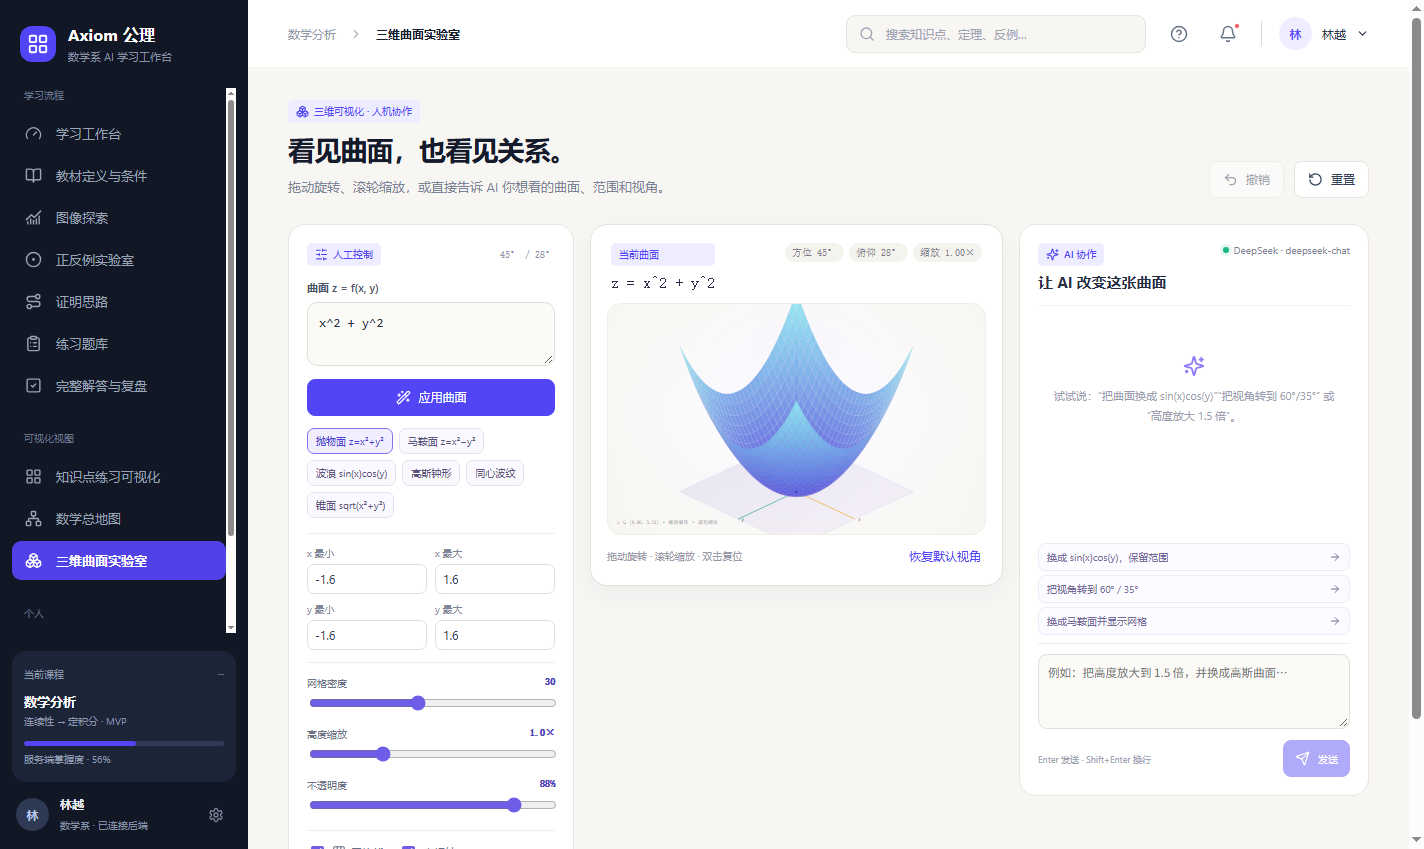 Axiom 公理
数学系 AI 学习工作台
学习流程
学习工作台
教材定义与条件
图像探索
正反例实验室
证明思路
练习题库
完整解答与复盘
可视化视图
知识点练习可视化
数学总地图
三维曲面实验室
个人
当前课程
数学分析
连续性 → 定积分 · MVP
服务端掌握度 · 56%
林
林越
数学系 · 已连接后端
数学分析
三维曲面实验室
搜索知识点、定理、反例...
林
林越
三维可视化 · 人机协作
看见曲面，也看见关系。
拖动旋转、滚轮缩放，或直接告诉 AI 你想看的曲面、范围和视角。
撤销
重置
人工控制
45° / 28°
曲面 z = f(x, y)
x^2 + y^2
应用曲面
抛物面 z=x²+y²
马鞍面 z=x²−y²
波浪 sin(x)cos(y)
高斯钟形
同心波纹
锥面 sqrt(x²+y²)
x 最小
x 最大
-1.6
1.6
y 最小
y 最大
-1.6
1.6
网格密度
30
高度缩放
1.0×
不透明度
88%
当前曲面
方位 45°
俯仰 28°
缩放 1.00×
z = x^2 + y^2
y
x
拖动旋转 · 滚轮缩放 · 双击复位
恢复默认视角
AI 协作
DeepSeek · deepseek-chat
让 AI 改变这张曲面
试试说：“把曲面换成 sin(x)cos(y)”“把视角转到 60°/35°” 或
“高度放大 1.5 倍”。
换成 sin(x)cos(y)，保留范围
把视角转到 60° / 35°
换成马鞍面并显示网格
例如：把高度放大到 1.5 倍，并换成高斯曲面⋯
Enter 发送 · Shift+Enter 换行
发送